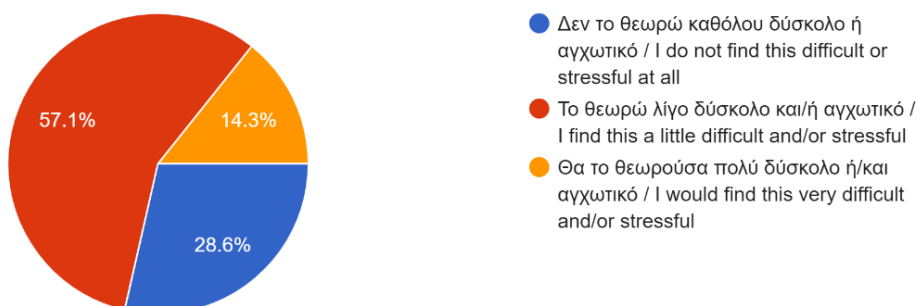 57.1%
14.3%
28.6%
Δεν το θεωρώ καθόλου δύσκολο ή
αγχωτικό / I do not find this difficult or
stressful at all
Το θεωρώ λίγο δύσκολο και/ή αγχωτικό /
I find this a little difficult and/or stressful
Θα το θεωρούσα πολύ δύσκολο ή/και
αγχωτικό / I would find this very difficult
and/or stressful